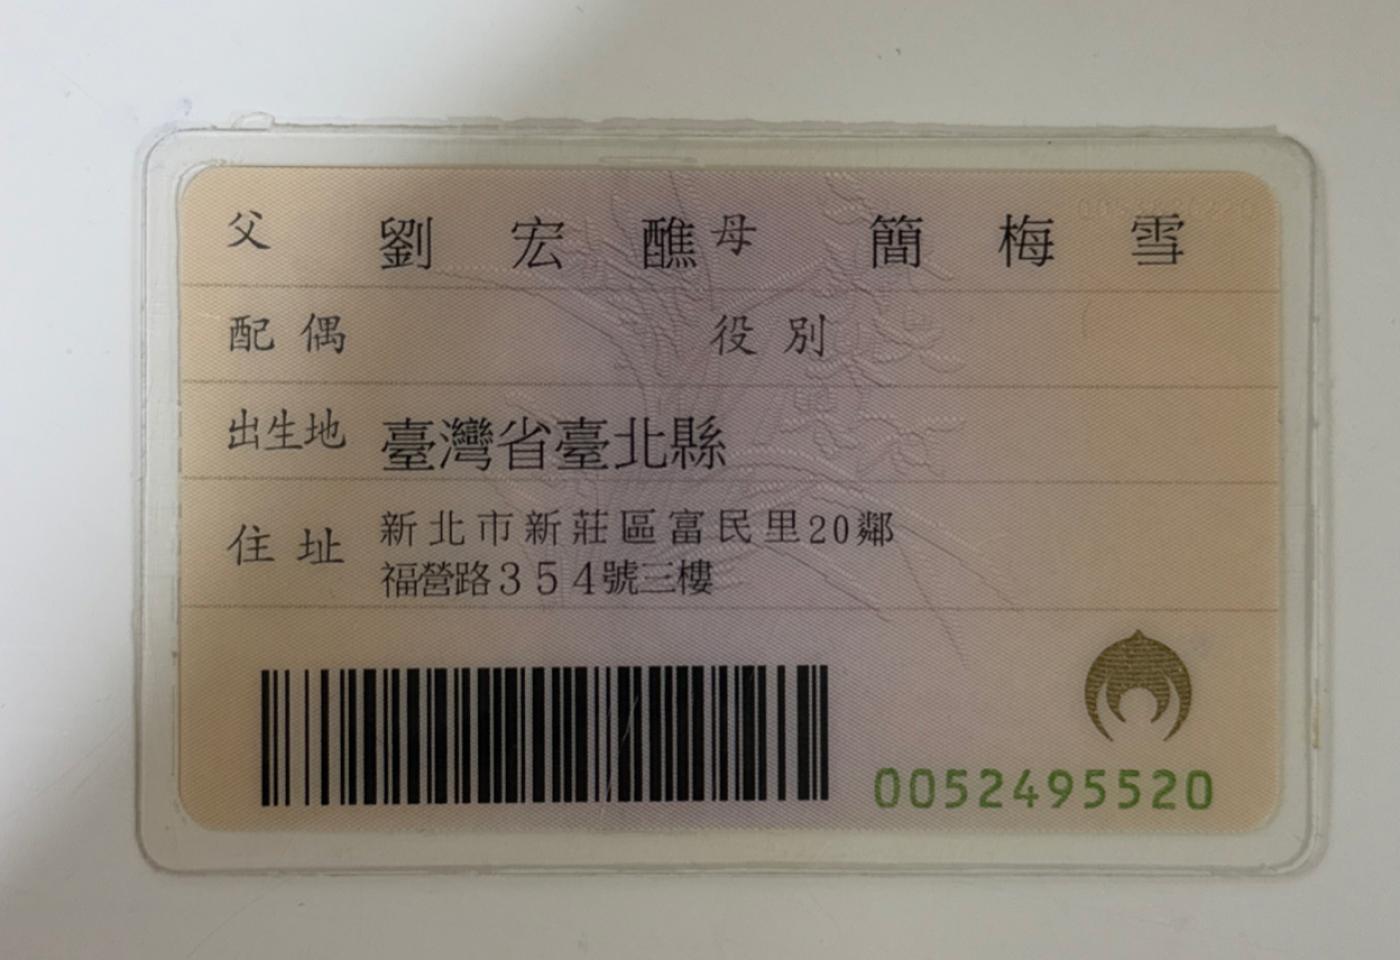 父 劉宏醮 母 簡梅雪
配偶 役別
出生地 臺灣省臺北縣
住址 新北市新莊區富民里20鄰
福營路354號三樓
0052495520